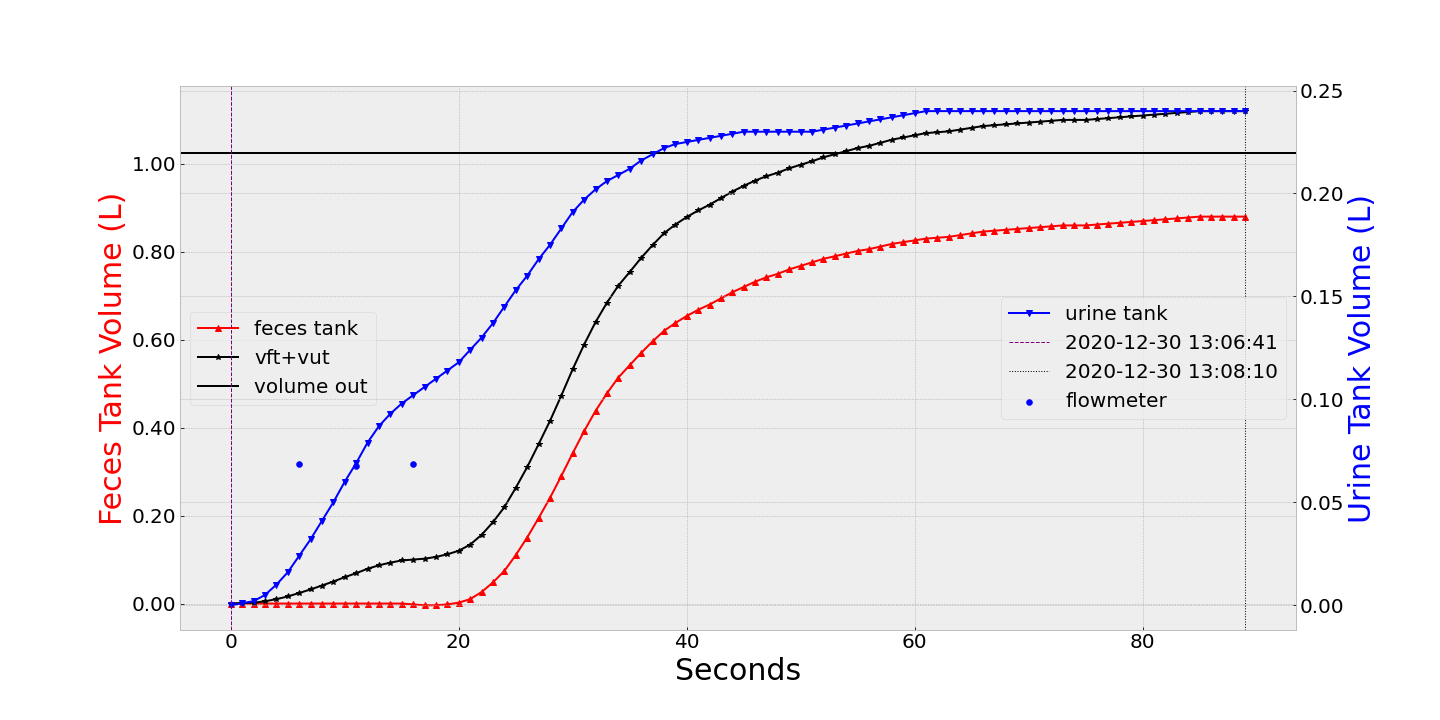 Feces Tank Volume (L)
1.00
0.80
0.60
0.40
0.20
0.00
feces tank
vft+vut
volume out
0
20
40
60
80
Seconds
urine tank
2020-12-30 13:06:41
2020-12-30 13:08:10
flowmeter
0.25
0.20
0.15
0.10
0.05
0.00
Urine Tank Volume (L)